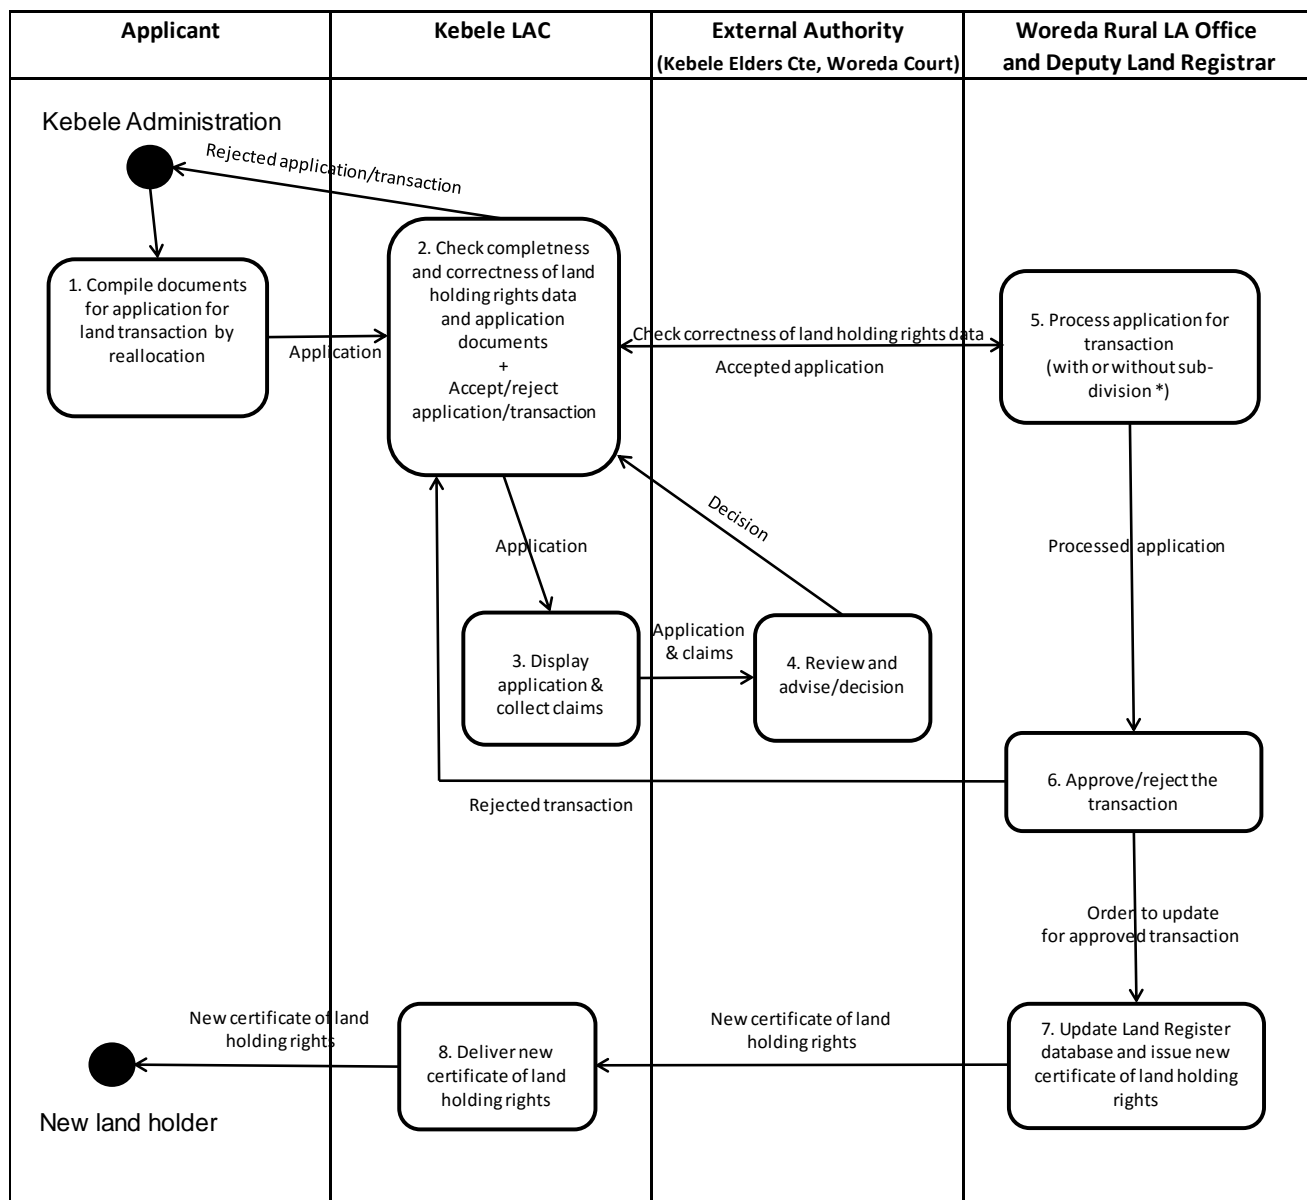 Applicant
Kebele LAC
External Authority
(Kebele Elders Cte, Woreda Court)
Woreda Rural LA Office
and Deputy Land Registrar
Kebele Administration
Rejected application/transaction
1. Compile documents
for application for
land transaction by
reallocation
Application
2. Check completness
and correctness of land
holding rights data
and application
documents
+
Accept/reject
application/transaction
Check correctness of land holding rights data
Accepted application
5. Process application for
transaction
(with or without sub-
division *)
Decision
Application
Processed application
3. Display
application &
collect claims
Application
& claims
4. Review and
advise/decision
Rejected transaction
6. Approve/reject the
transaction
Order to update
for approved transaction
New certificate of land
holding rights
8. Deliver new
certificate of land
holding rights
New certificate of land
holding rights
7. Update Land Register
database and issue new
certificate of land holding
rights
New land holder